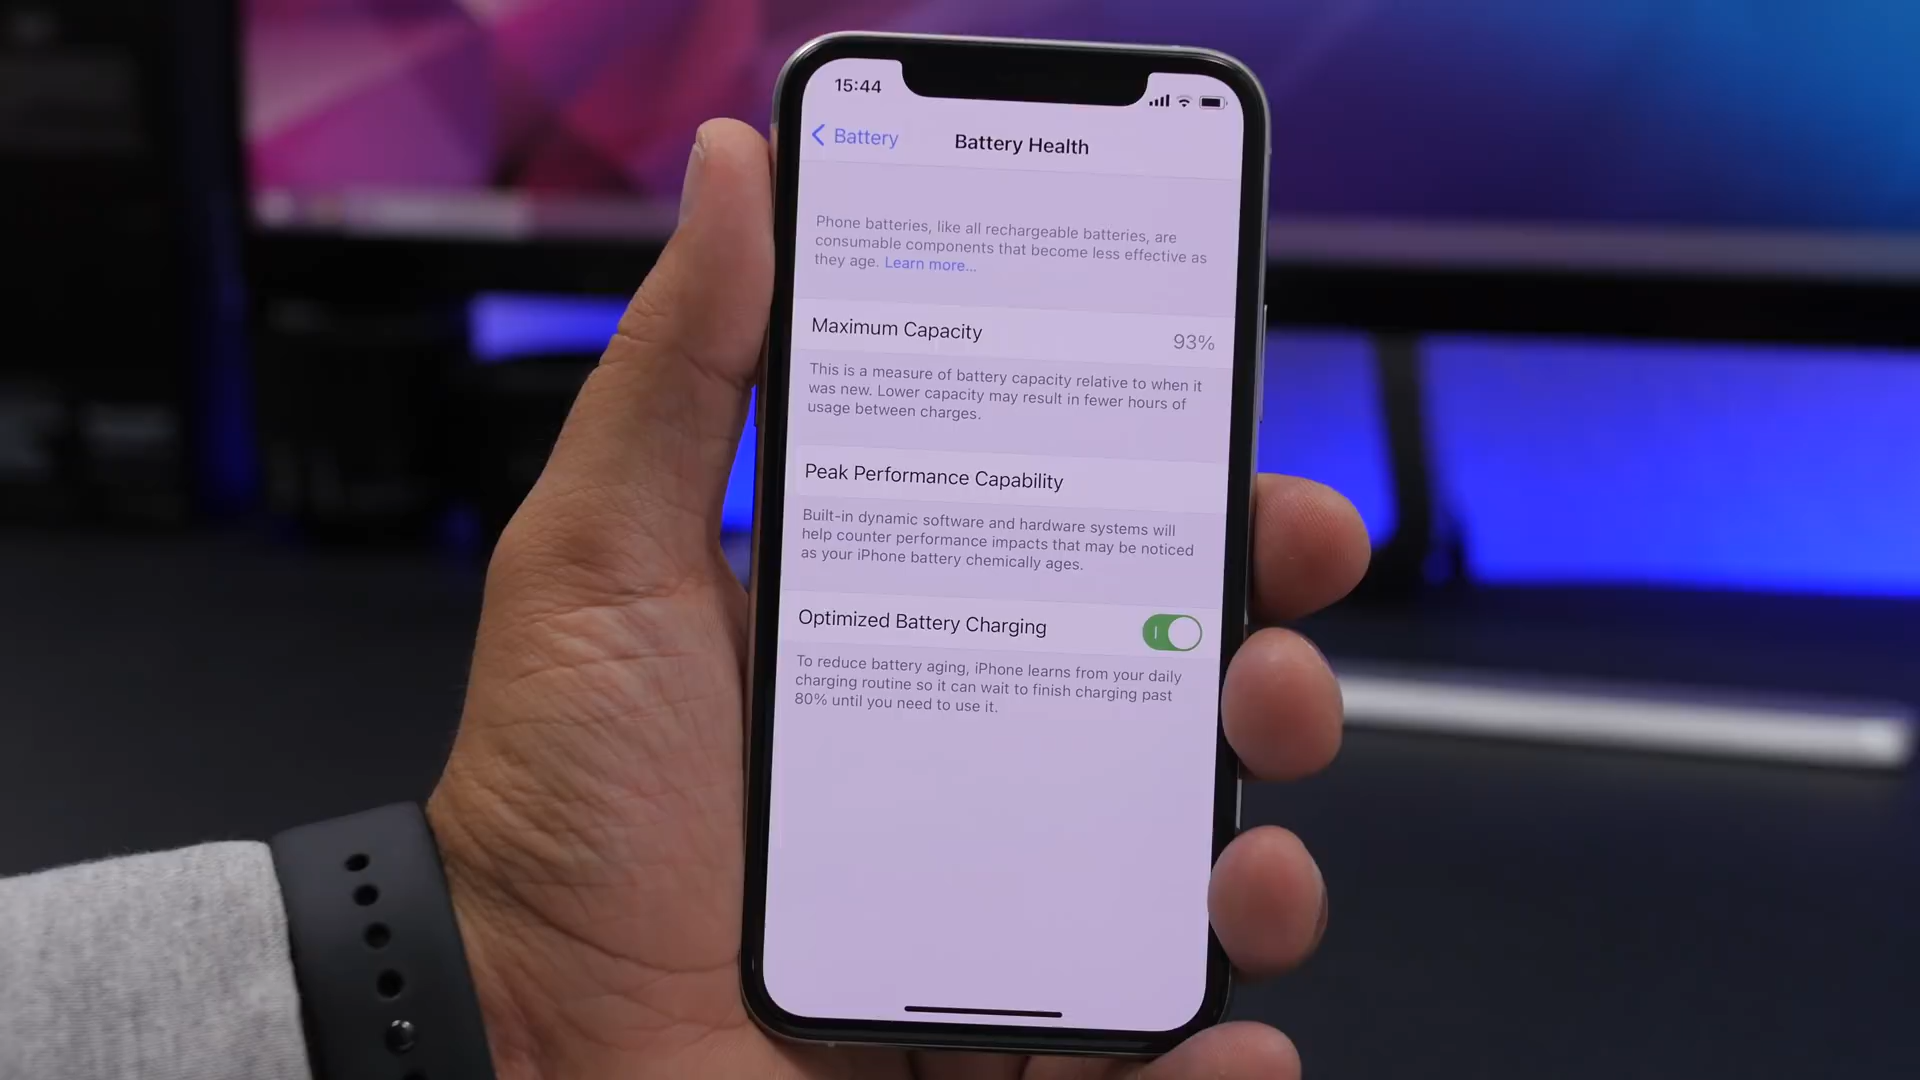 15:44
Battery
Battery Health
Phone batteries, like all rechargeable batteries, are
consumable components that become less effective as
they age. Learn more...
Maximum Capacity 93%
This is a measure of battery capacity relative to when it
was new. Lower capacity may result in fewer hours of
usage between charges.
Peak Performance Capability
Built-in dynamic software and hardware systems will
help counter performance impacts that may be noticed
as your iPhone battery chemically ages.
Optimized Battery Charging
To reduce battery aging, iPhone learns from your daily
charging routine so it can wait to finish charging past
80% until you need to use it.